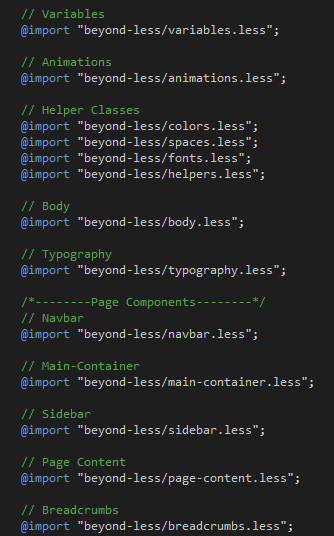 // Variables
@import "beyond-less/variables.less";
// Animations
@import "beyond-less/animations.less";
// Helper Classes
@import "beyond-less/colors.less";
@import "beyond-less/spaces.less";
@import "beyond-less/fonts.less";
@import "beyond-less/helpers.less";
// Body
@import "beyond-less/body.less";
// Typography
@import "beyond-less/typography.less";
/*--------Page Components--------*/
// Navbar
@import "beyond-less/navbar.less";
// Main-Container
@import "beyond-less/main-container.less";
// Sidebar
@import "beyond-less/sidebar.less";
// Page Content
@import "beyond-less/page-content.less";
// Breadcrumbs
@import "beyond-less/breadcrumbs.less";